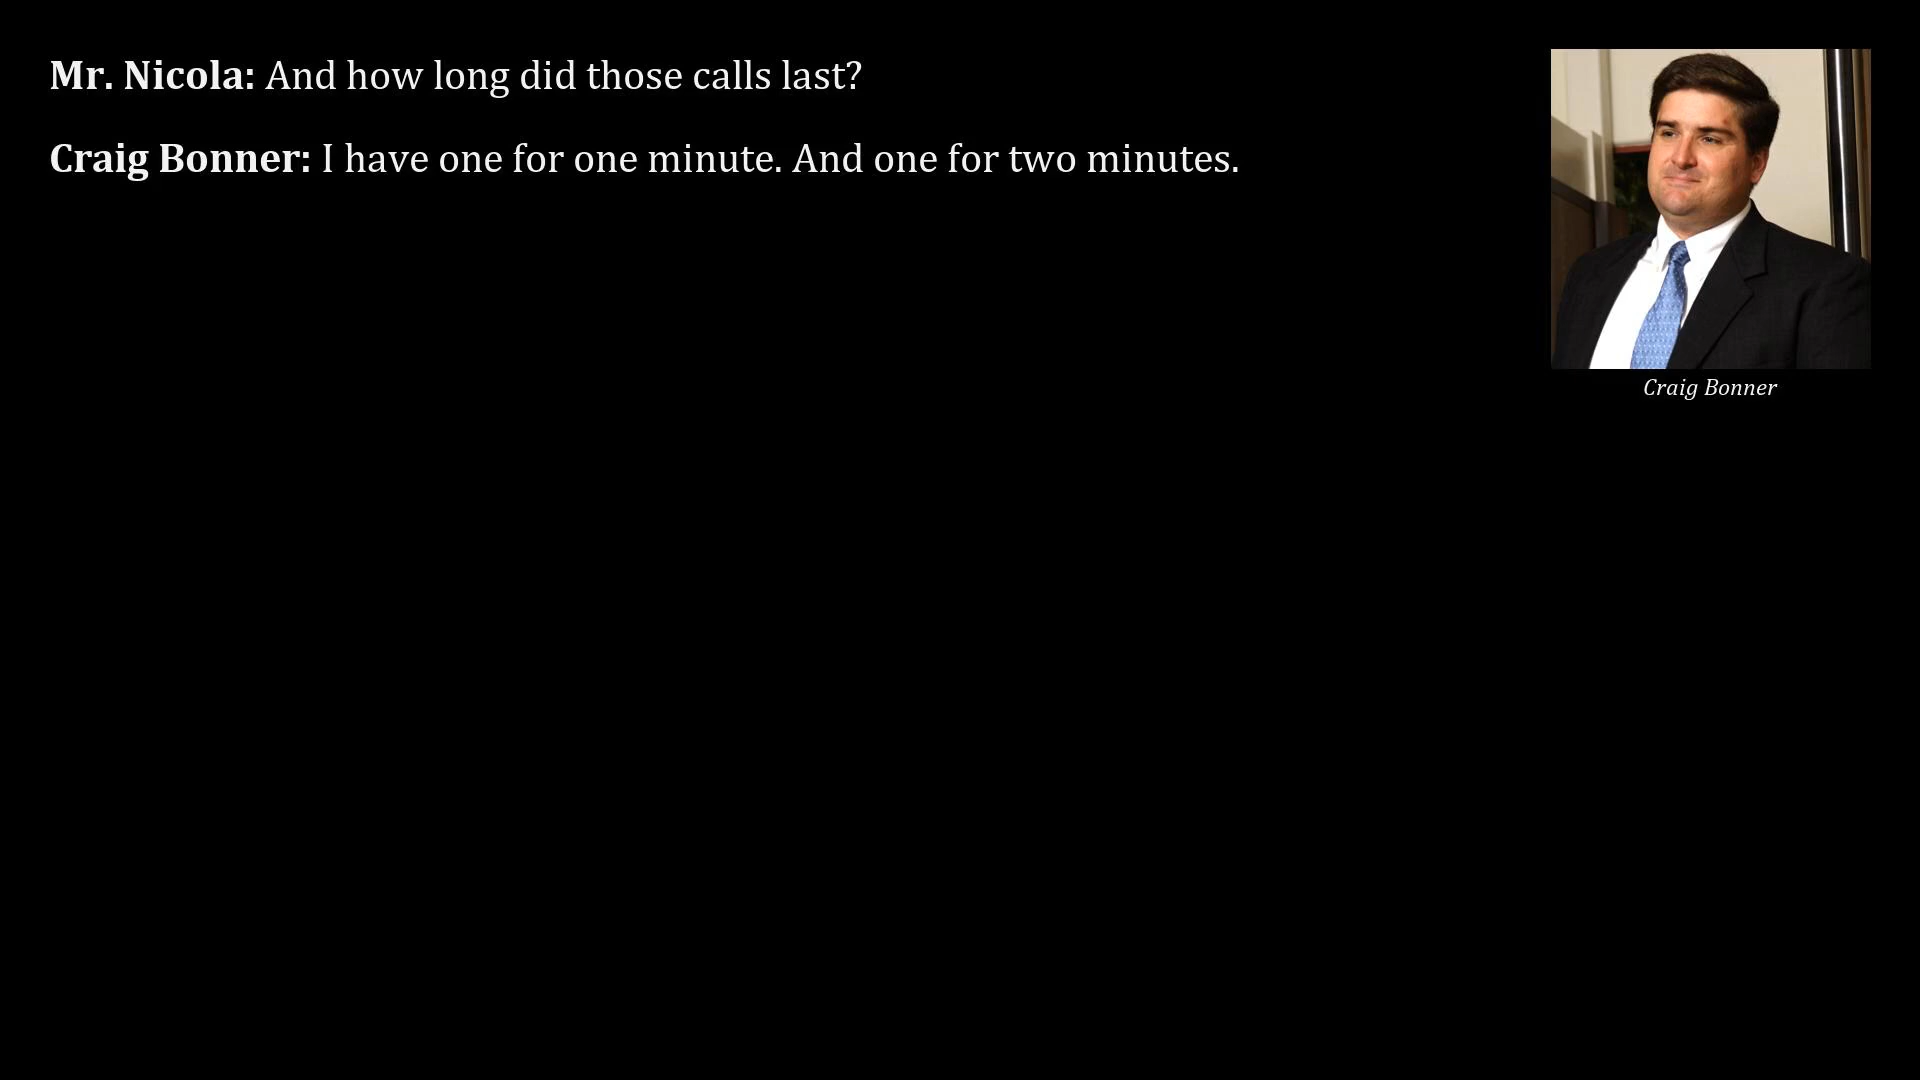 Mr. Nicola: And how long did those calls last?
Craig Bonner: I have one for one minute. And one for two minutes.
Craig Bonner